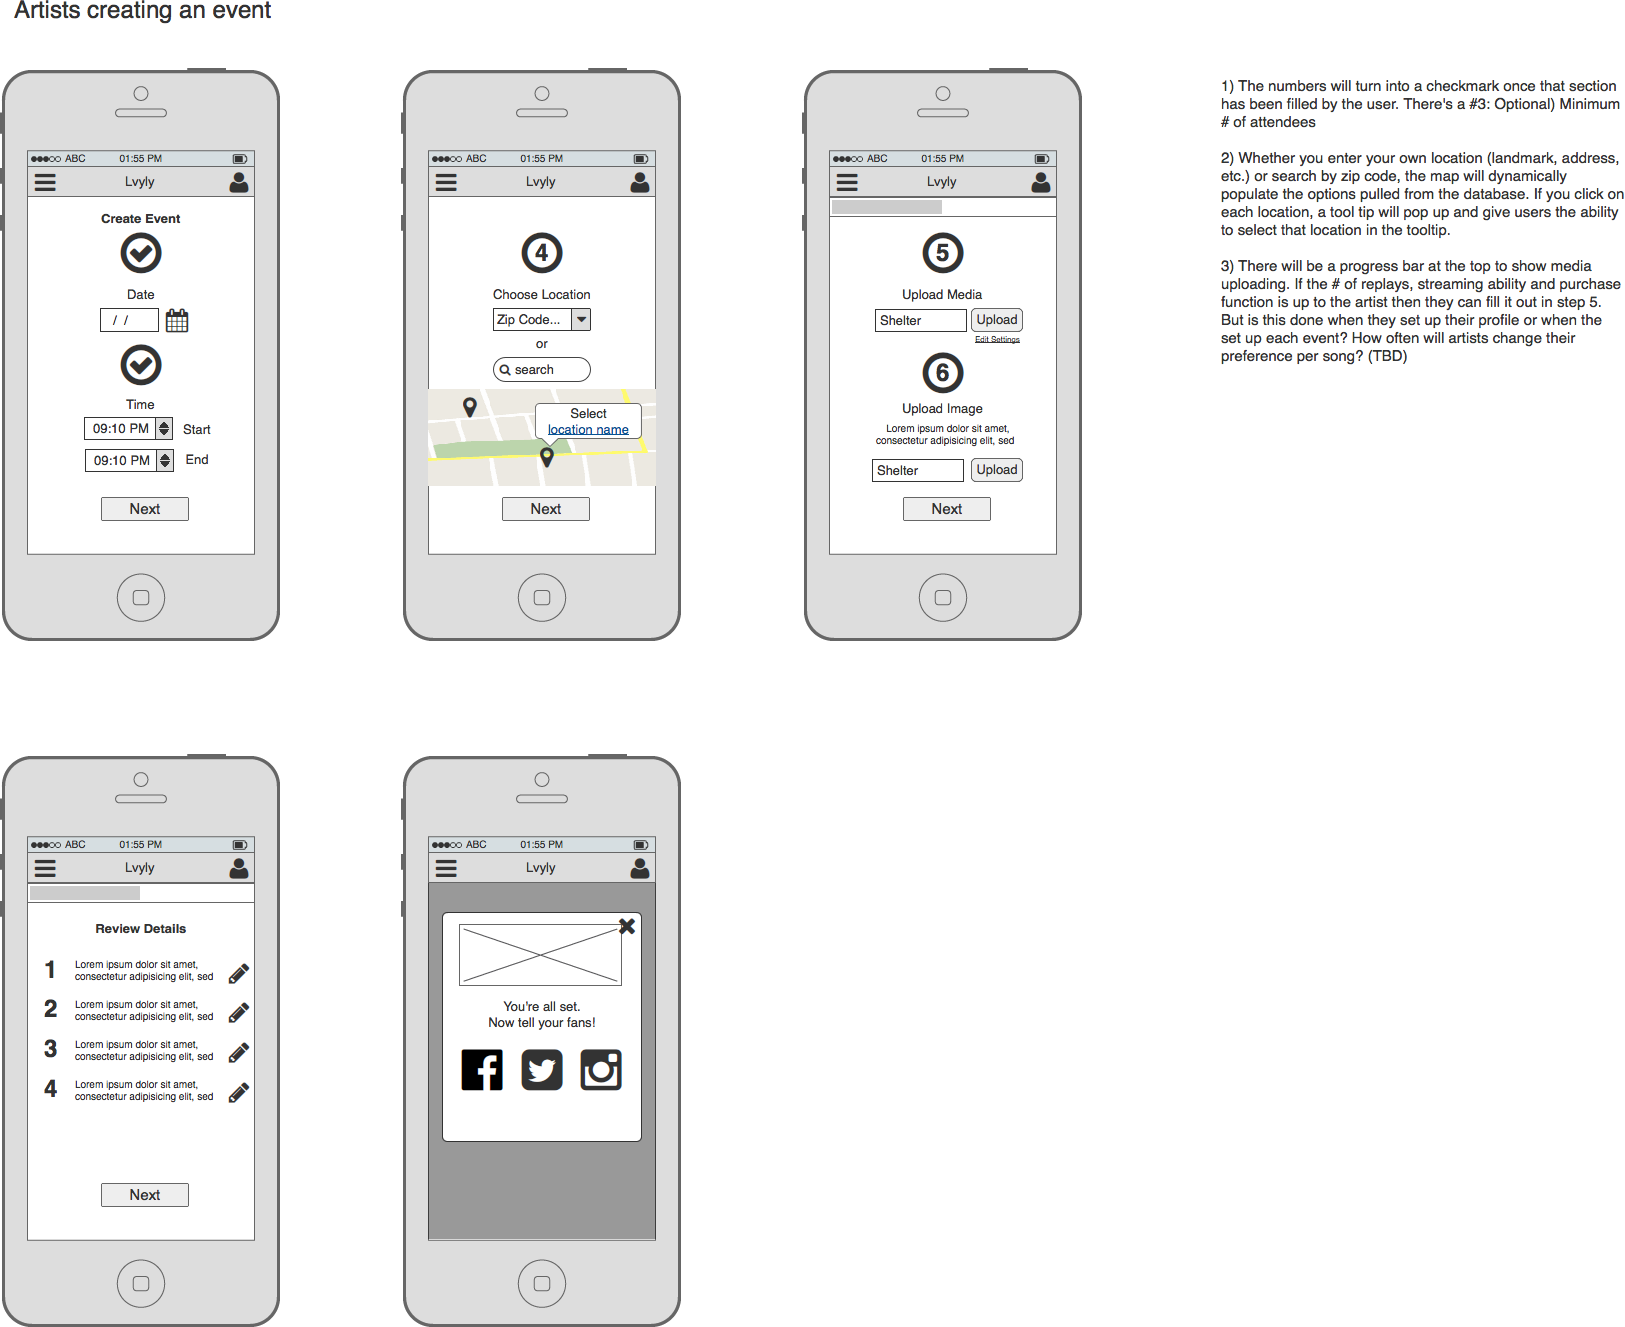 Artists creating an event
ABC 01:55 PM
Lvyly
Create Event
Date
/ /
Time
09:10 PM Start
09:10 PM End
Next
ABC 01:55 PM
Lvyly
4
Choose Location
Zip Code...
or
search
Select
location name
Next
ABC 01:55 PM
Lvyly
5
Upload Media
Shelter Upload
Edit Settings
6
Upload Image
Lorem ipsum dolor sit amet,
consectetur adipisicing elit, sed
Shelter Upload
Next
1) The numbers will turn into a checkmark once that section
has been filled by the user. There's a #3: Optional) Minimum
# of attendees
2) Whether you enter your own location (landmark, address,
etc.) or search by zip code, the map will dynamically
populate the options pulled from the database. If you click on
each location, a tool tip will pop up and give users the ability
to select that location in the tooltip.
3) There will be a progress bar at the top to show media
uploading. If the # of replays, streaming ability and purchase
function is up to the artist then they can fill it out in step 5.
But is this done when they set up their profile or when the
set up each event? How often will artists change their
preference per song? (TBD)
ABC 01:55 PM
Lvyly
Review Details
1 Lorem ipsum dolor sit amet,
consectetur adipisicing elit, sed
2 Lorem ipsum dolor sit amet,
consectetur adipisicing elit, sed
3 Lorem ipsum dolor sit amet,
consectetur adipisicing elit, sed
4 Lorem ipsum dolor sit amet,
consectetur adipisicing elit, sed
Next
ABC 01:55 PM
Lvyly
You're all set.
Now tell your fans!